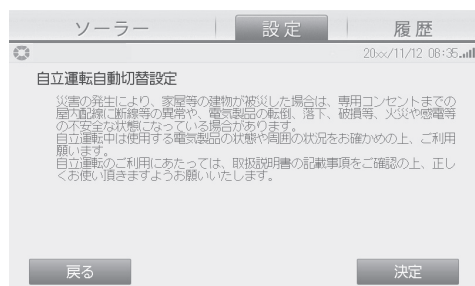 ソーラー 設定 履歴
20xx/11/12 08:35
自立運転自動切替設定
災害の発生により、家屋等の建物が被災した場合は、専用コンセントまでの
屋内配線に断線等の異常や、電気製品の転倒、落下、破損等、火災や感電等
の不安全な状態になっている場合があります。
自立運転中は使用する電気製品の状態や周囲の状況をお確かめの上、ご利用
願います。
自立運転のご利用にあたっては、取扱説明書の記載事項をご確認の上、正し
くお使い頂きますようお願いいたします。
戻る 決定